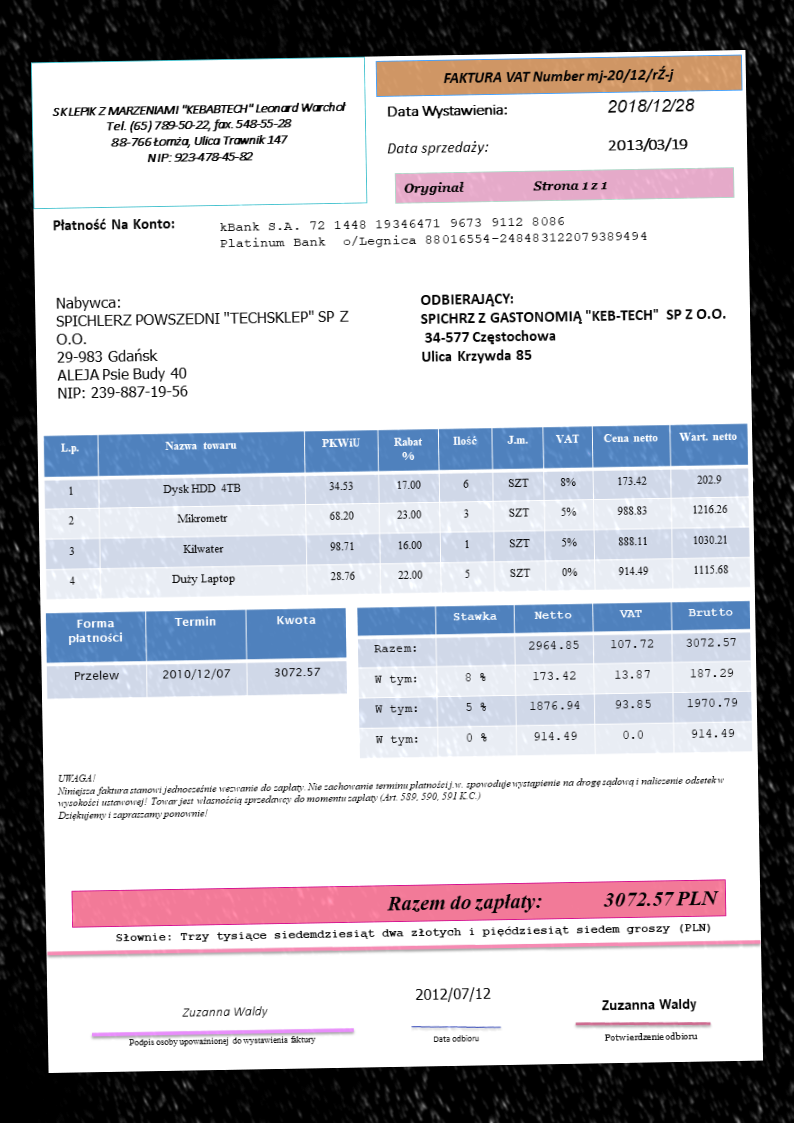 SKLEPIK Z MARZENIAMI "KEBABTECH" Leonard Warchoł
Tel. (65) 789-50-22, fax. 548-55-28
88-766 Łomża, Ulica Trawnik 147
NIP: 923-478-45-82
FAKTURA VAT Number mj-20/12/rŹ-j
Data Wystawienia: 2018/12/28
Data sprzedaży: 2013/03/19
Oryginał Strona 1 z 1
Płatność Na Konto:
kBank S.A. 72 1448 19346471 9673 9112 8086
Platinum Bank o/Legnica 88016554-248483122079389494
Nabywca:
SPICHLERZ POWSZEDNI "TECHSKLEP" SP Z
O.O.
29-983 Gdańsk
ALEJA Psie Budy 40
NIP: 239-887-19-56
ODBIERAJĄCY:
SPICHRZ Z GASTONOMIĄ "KEB-TECH" SP Z O.O.
34-577 Częstochowa
Ulica Krzywda 85
L.p. Nazwa towaru PKWiU Rabat % Ilość J.m. VAT Cena netto Wart. netto
1 Dysk HDD 4TB 34.53 17.00 6 SZT 8% 173.42 202.9
2 Mikrometr 68.20 23.00 3 SZT 5% 988.83 1216.26
3 Kilwater 98.71 16.00 1 SZT 5% 888.11 1030.21
4 Duży Laptop 28.76 22.00 5 SZT 0% 914.49 1115.68
Forma płatności Termin Kwota
Przelew 2010/12/07 3072.57
Stawka Netto VAT Brutto
Razem: 2964.85 107.72 3072.57
W tym: 8 % 173.42 13.87 187.29
W tym: 5 % 1876.94 93.85 1970.79
W tym: 0 % 914.49 0.0 914.49
UWAGA!
Niniejsza faktura stanowi jednocześnie wezwanie do zapłaty. Nie zachowanie terminu płatności j.w. spowoduje wystąpienie na drogę sądową i naliczenie odsetek w
wysokości ustawowej! Towar jest własnością sprzedawcy do momentu zapłaty (Art. 589, 590, 591 K.C.)
Dziękujemy i zapraszamy ponownie!
Razem do zapłaty: 3072.57 PLN
Słownie: Trzy tysiące siedemdziesiąt dwa złotych i pięćdziesiąt siedem groszy (PLN)
Zuzanna Waldy
Podpis osoby upoważnionej do wystawienia faktury
2012/07/12
Data odbioru
Zuzanna Waldy
Potwierdzenie odbioru